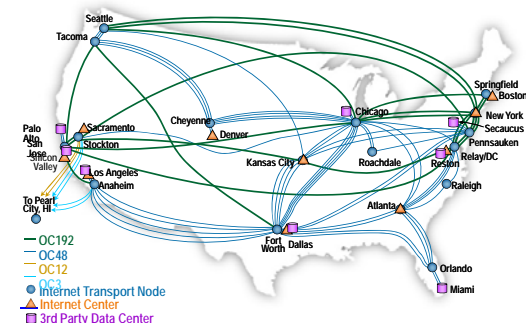 Seattle
Tacoma
Springfield
Boston
Chicago
New York
Secaucus
Cheyenne
Denver
Palo
Alto
Sacramento
San
Jose
Stockton
Silicon
Valley
Pennsauken
Relay/DC
Reston
Kansas City
Roachdale
Los Angeles
Anaheim
Raleigh
To Pearl
City, HI
Atlanta
Fort
Worth
Dallas
Orlando
Miami
OC192
OC48
OC12
OC3
Internet Transport Node
Internet Center
3rd Party Data Center